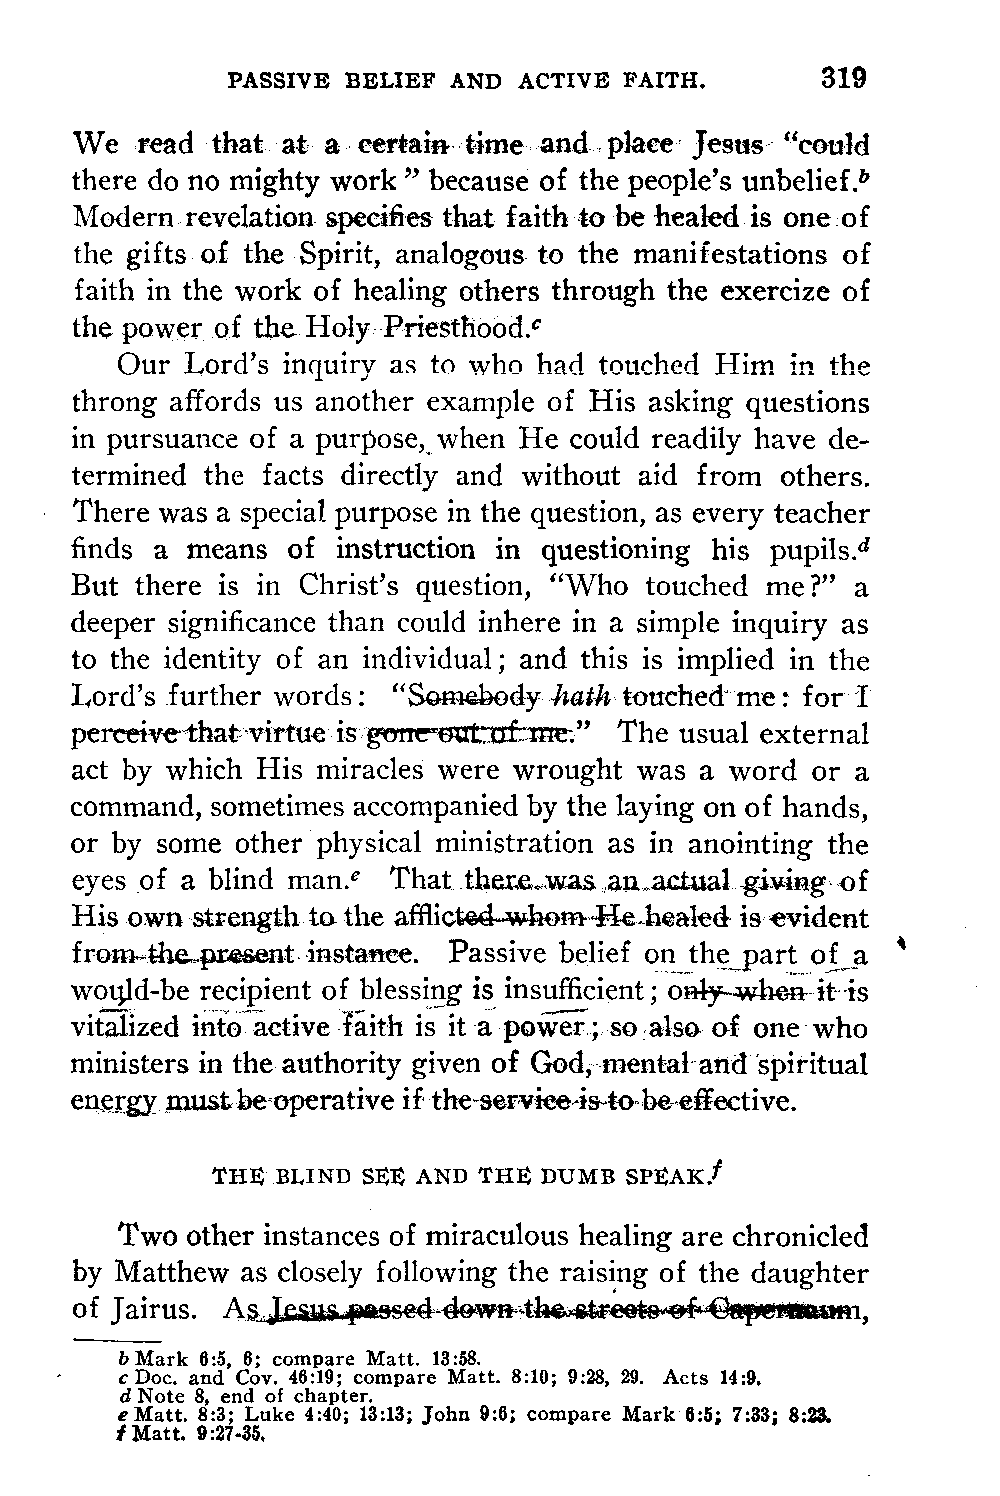 PASSIVE BELIEF AND ACTIVE FAITH. 319
We read that at a certain time and place Jesus “could
there do no mighty work ” because of the people’s unbelief.b
Modern revelation specifies that faith to be healed is one of
the gifts of the Spirit, analogous to the manifestations of
faith in the work of healing others through the exercize of
the power of the Holy Priesthood.c
Our Lord’s inquiry as to who had touched Him in the
throng affords us another example of His asking questions
in pursuance of a purpose, when He could readily have de-
termined the facts directly and without aid from others.
There was a special purpose in the question, as every teacher
finds a means of instruction in questioning his pupils.d
But there is in Christ’s question, “Who touched me?” a
deeper significance than could inhere in a simple inquiry as
to the identity of an individual; and this is implied in the
Lord’s further words: “Somebody hath touched me: for I
perceive that virtue is gone out of me.” The usual external
act by which His miracles were wrought was a word or a
command, sometimes accompanied by the laying on of hands,
or by some other physical ministration as in anointing the
eyes of a blind man.e That there was an actual giving of
His own strength to the afflicted whom He healed is evident
from the present instance. Passive belief on the part of a
would-be recipient of blessing is insufficient; only when it is
vitalized into active faith is it a power; so also of one who
ministers in the authority given of God, mental and spiritual
energy must be operative if the service is to be effective.
THE BLIND SEE AND THE DUMB SPEAK.f
Two other instances of miraculous healing are chronicled
by Matthew as closely following the raising of the daughter
of Jairus. As Jesus passed down the streets of Capernaum,
b Mark 6:5, 6; compare Matt. 13:58.
c Doc. and Cov. 46:19; compare Matt. 8:10; 9:28, 29. Acts 14:9.
d Note 8, end of chapter.
e Matt. 8:3; Luke 4:40; 13:13; John 9:6; compare Mark 6:5; 7:33; 8:23.
f Matt. 9:27-35.